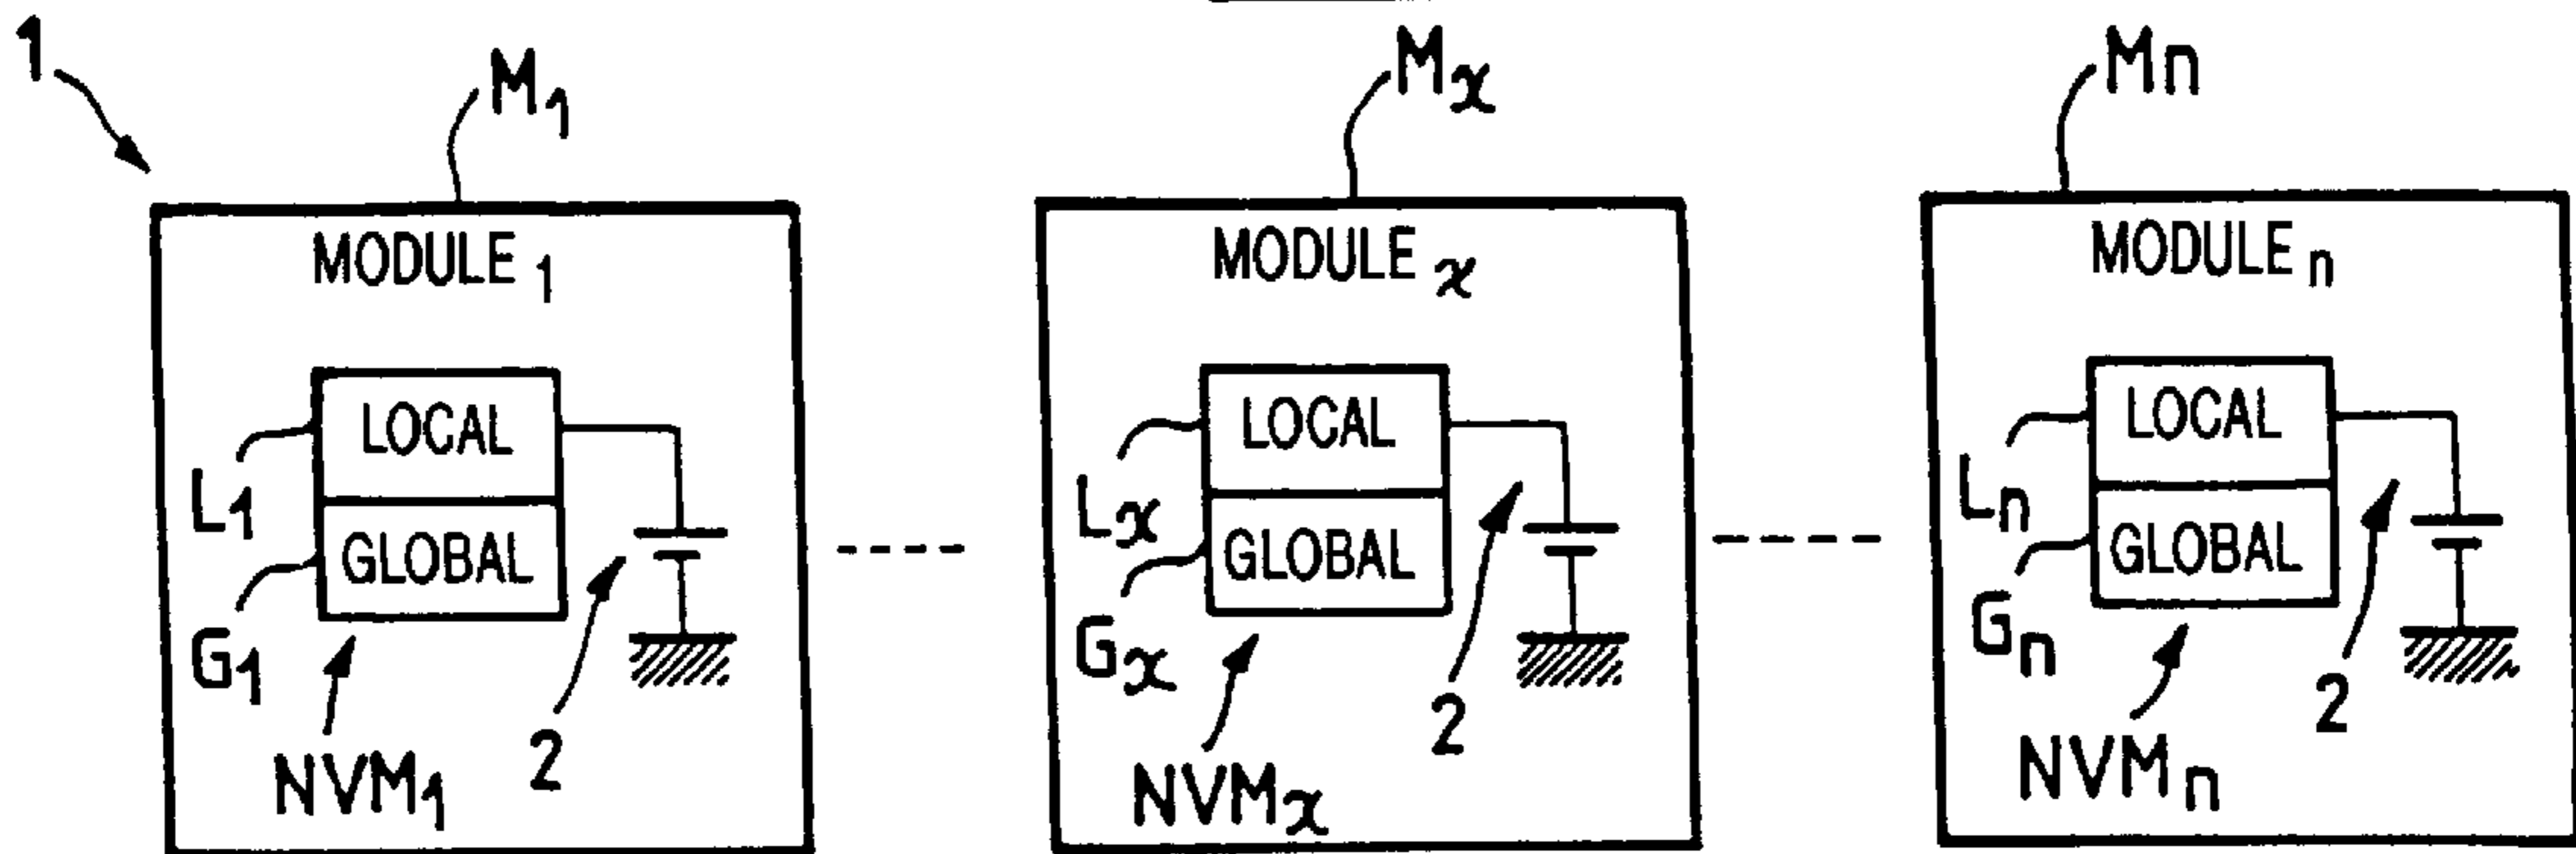 1
M1
Mx
Mn
MODULE 1
MODULE x
MODULE n
LOCAL
LOCAL
LOCAL
L1
Lx
Ln
GLOBAL
GLOBAL
GLOBAL
G1
Gx
Gn
2
2
2
NVM1
NVMx
NVMn